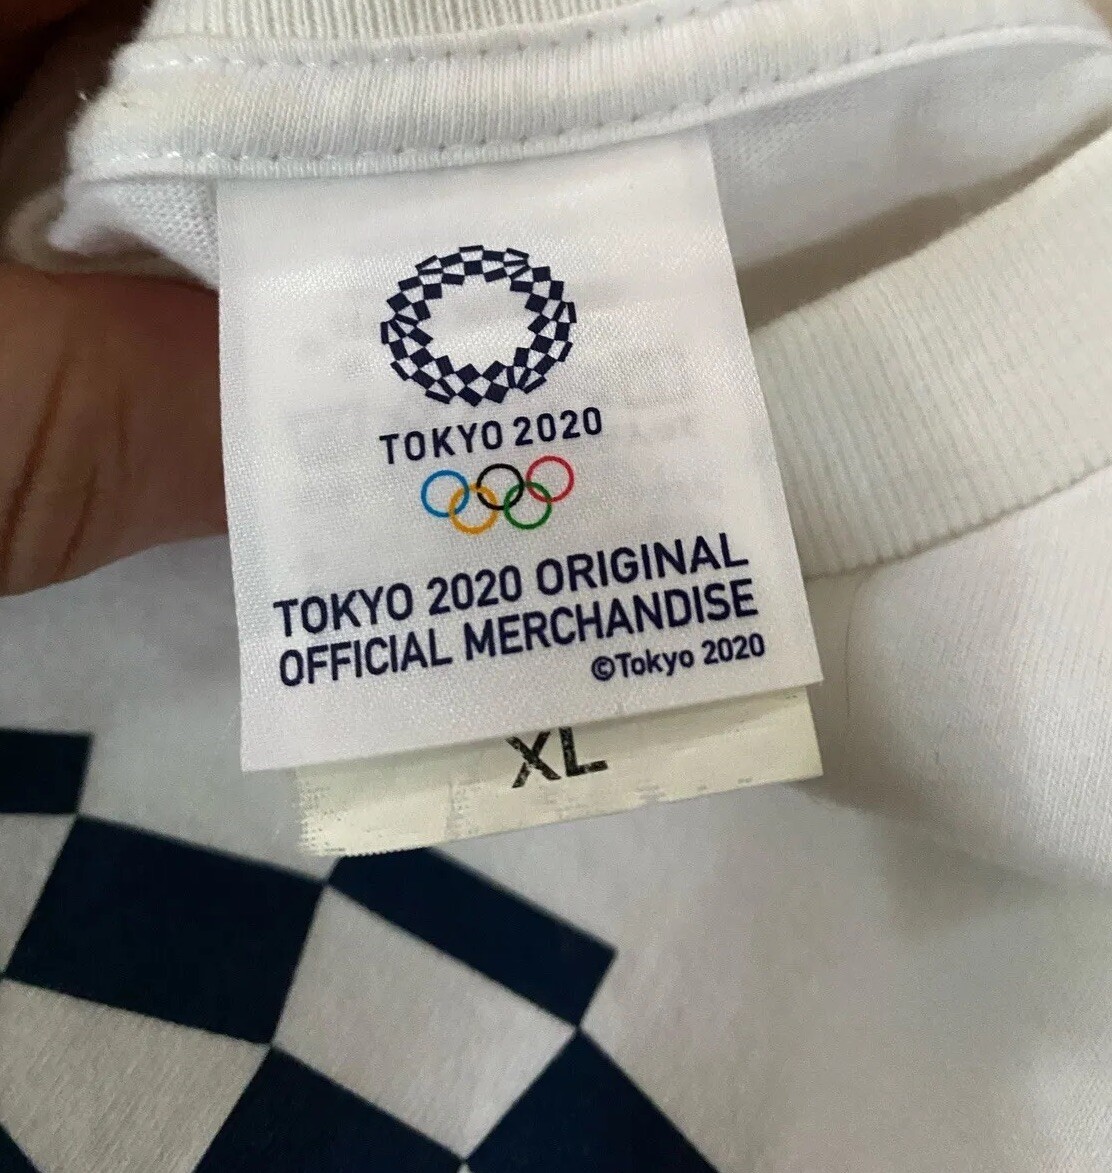 TOKYO 2020
TOKYO 2020 ORIGINAL
OFFICIAL MERCHANDISE
©Tokyo 2020
XL